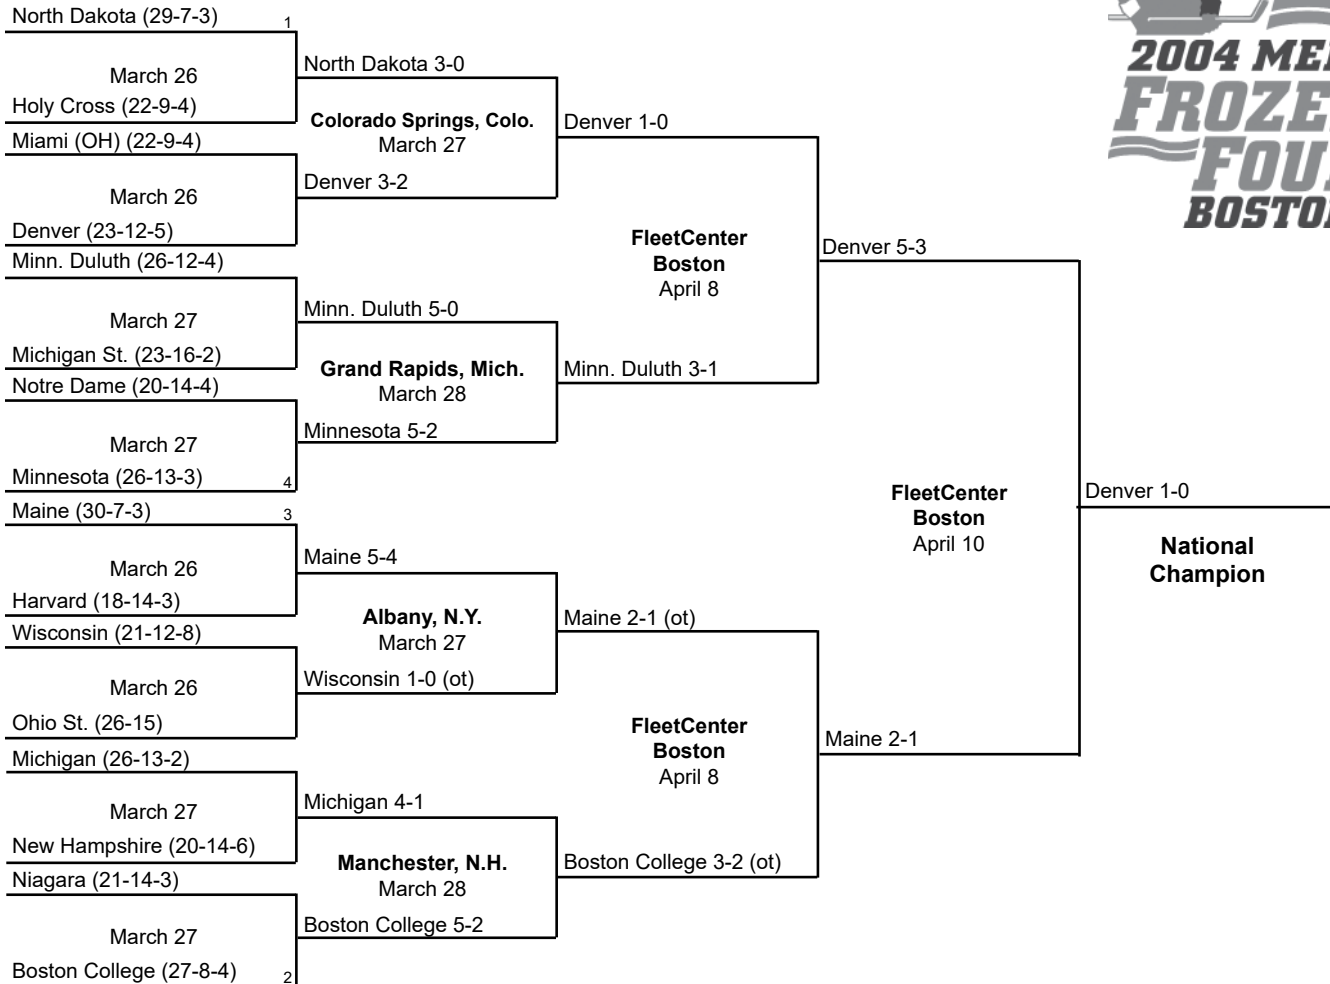 North Dakota (29-7-3) 1
March 26
Holy Cross (22-9-4)
Miami (OH) (22-9-4)
March 26
Denver (23-12-5)
Minn. Duluth (26-12-4)
March 27
Michigan St. (23-16-2)
Notre Dame (20-14-4)
March 27
Minnesota (26-13-3) 4
Maine (30-7-3) 3
March 26
Harvard (18-14-3)
Wisconsin (21-12-8)
March 26
Ohio St. (26-15)
Michigan (26-13-2)
March 27
New Hampshire (20-14-6)
Niagara (21-14-3)
March 27
Boston College (27-8-4) 2
North Dakota 3-0
Colorado Springs, Colo.
March 27
Denver 3-2
Minn. Duluth 5-0
Grand Rapids, Mich.
March 28
Minnesota 5-2
Maine 5-4
Albany, N.Y.
March 27
Wisconsin 1-0 (ot)
Michigan 4-1
Manchester, N.H.
March 28
Boston College 5-2
Denver 1-0
FleetCenter
Boston
April 8
Minn. Duluth 3-1
Maine 2-1 (ot)
FleetCenter
Boston
April 8
Boston College 3-2 (ot)
Denver 5-3
FleetCenter
Boston
April 10
Maine 2-1
Denver 1-0
National
Champion
2004